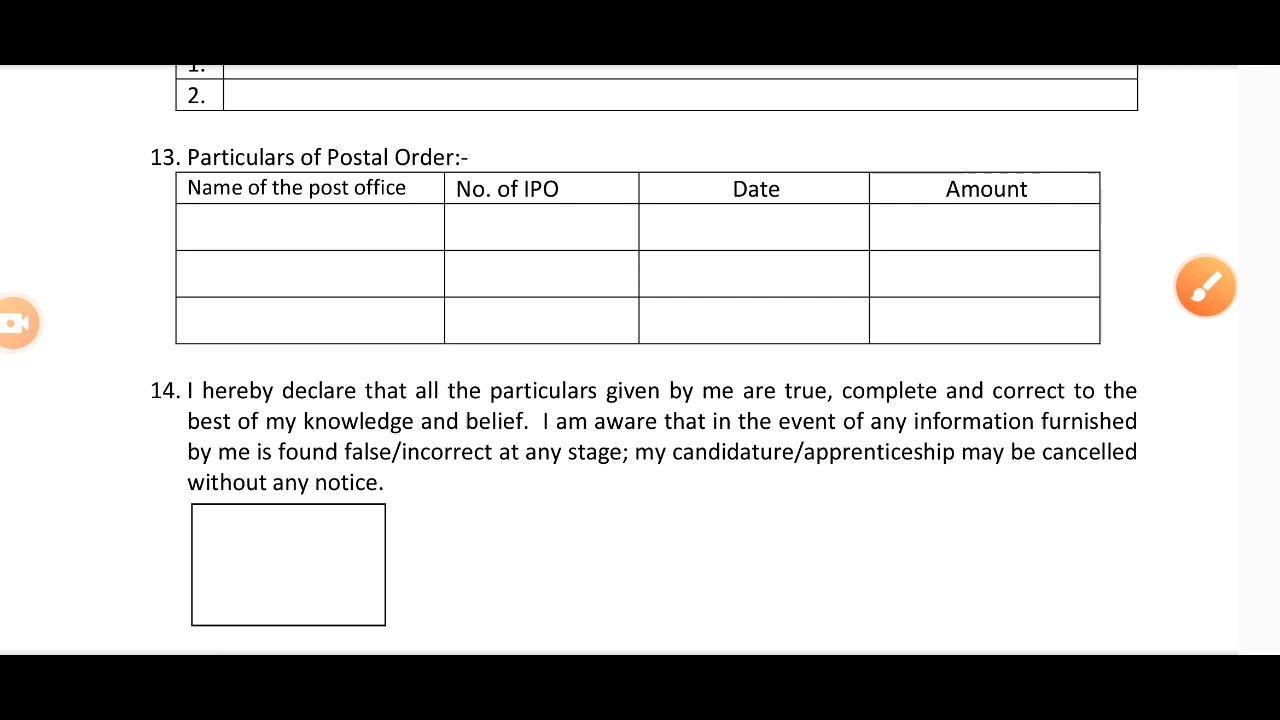 1.
2.
13. Particulars of Postal Order:-
Name of the post office No. of IPO Date Amount
14. I hereby declare that all the particulars given by me are true, complete and correct to the
best of my knowledge and belief. I am aware that in the event of any information furnished
by me is found false/incorrect at any stage; my candidature/apprenticeship may be cancelled
without any notice.